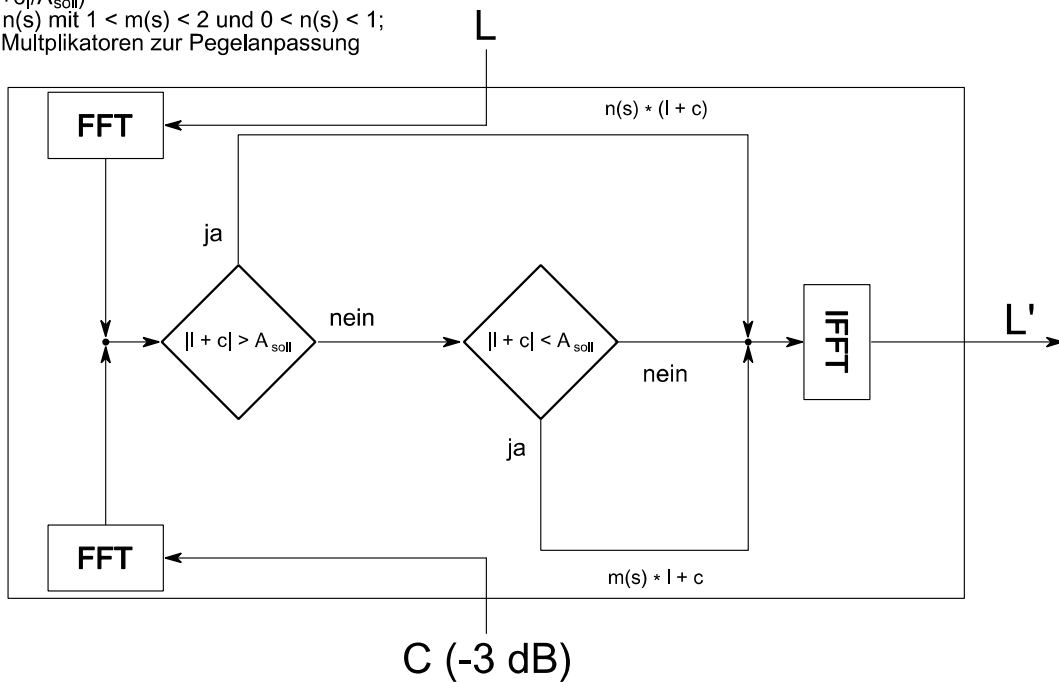 n(s) mit 1 < m(s) < 2 und 0 < n(s) < 1;
Multplikatoren zur Pegelanpassung
L
FFT
n(s) * (l + c)
ja
|l + c| > A soll
nein
|l + c| < A soll
nein
IFFT
L'
ja
FFT
m(s) * l + c
C (-3 dB)